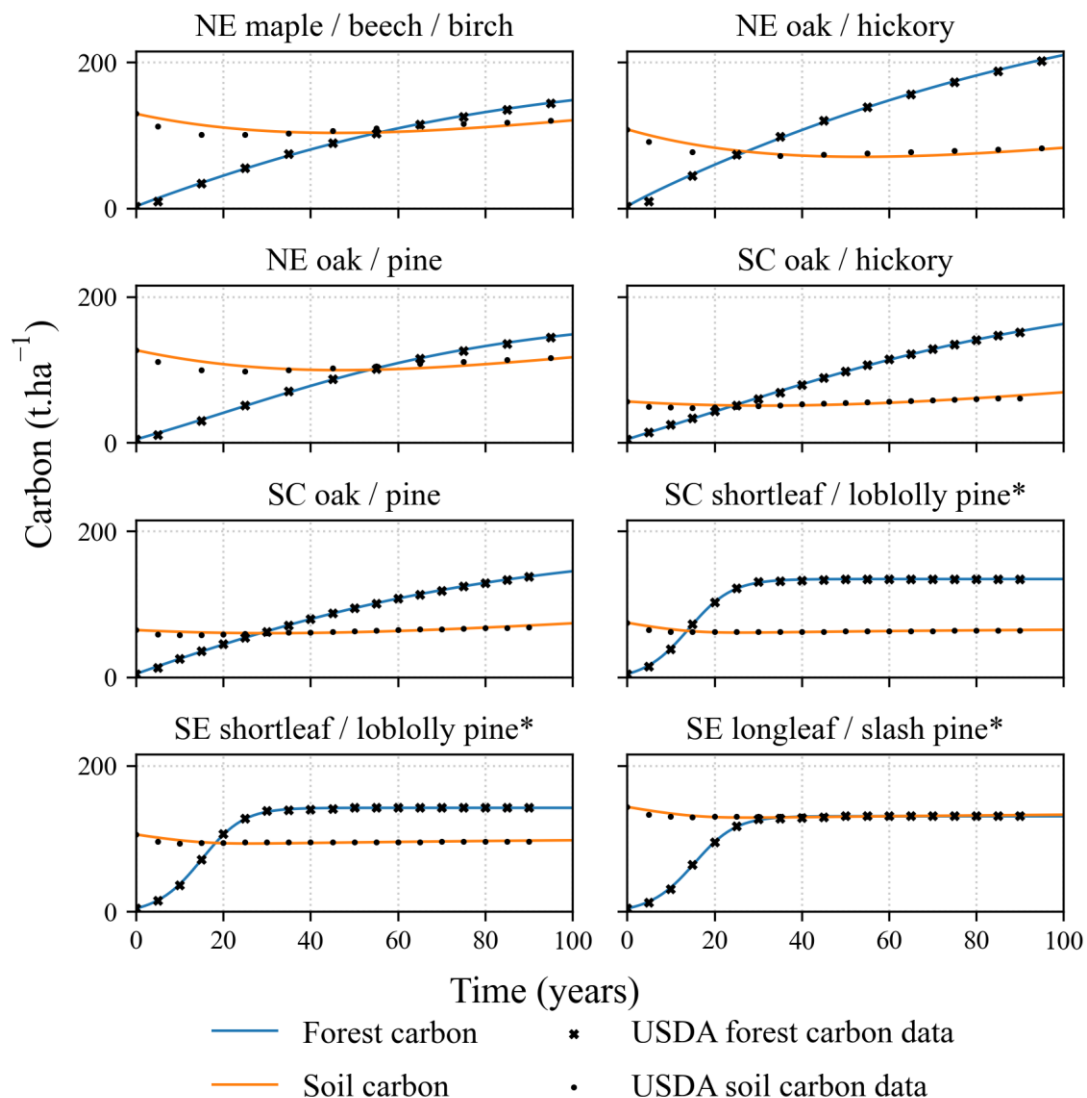 NE maple / beech / birch
NE oak / hickory
200
0
NE oak / pine
SC oak / hickory
200
0
SC oak / pine
SC shortleaf / loblolly pine*
200
0
SE shortleaf / loblolly pine*
SE longleaf / slash pine*
200
0
0 20 40 60 80 100
0 20 40 60 80 100
Carbon (t.ha⁻¹)
Time (years)
Forest carbon
USDA forest carbon data
Soil carbon
USDA soil carbon data